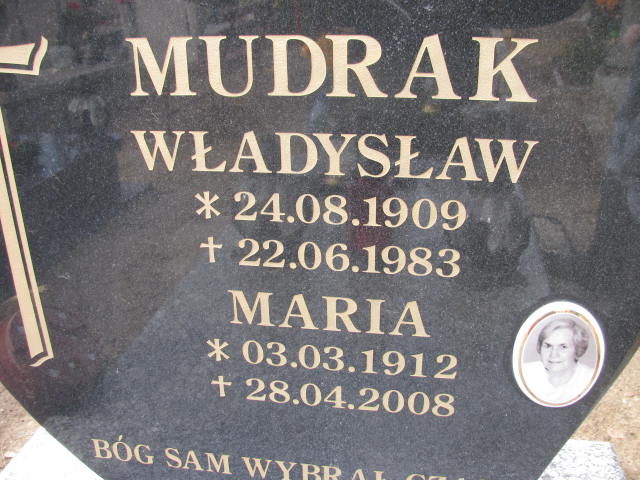 MUDRAK
WŁADYSŁAW
* 24.08.1909
† 22.06.1983
MARIA
* 03.03.1912
† 28.04.2008
BÓG SAM WYBRAŁ